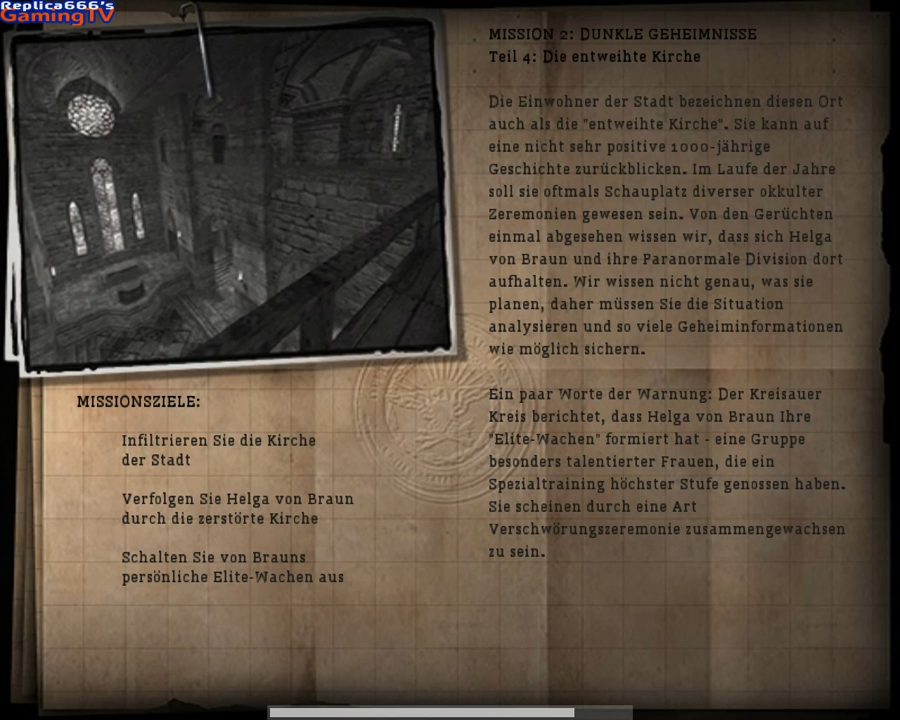 Replica666's
GamingTV
MISSION 2: DUNKLE GEHEIMNISSE
Teil 4: Die entweihte Kirche
Die Einwohner der Stadt bezeichnen diesen Ort
auch als die "entweihte Kirche". Sie kann auf
eine nicht sehr positive 1000-jährige
Geschichte zurückblicken. Im Laufe der Jahre
soll sie oftmals Schauplatz diverser okkulter
Zeremonien gewesen sein. Von den Gerüchten
einmal abgesehen wissen wir, dass sich Helga
von Braun und ihre Paranormale Division dort
aufhalten. Wir wissen nicht genau, was sie
planen, daher müssen Sie die Situation
analysieren und so viele Geheiminformationen
wie möglich sichern.
Ein paar Worte der Warnung: Der Kreisauer
Kreis berichtet, dass Helga von Braun Ihre
"Elite-Wachen" formiert hat - eine Gruppe
besonders talentierter Frauen, die ein
Spezialtraining höchster Stufe genossen haben.
Sie scheinen durch eine Art
Verschwörungszeremonie zusammengewachsen
zu sein.
MISSIONSZIELE:
Infiltrieren Sie die Kirche
der Stadt
Verfolgen Sie Helga von Braun
durch die zerstörte Kirche
Schalten Sie von Brauns
persönliche Elite-Wachen aus